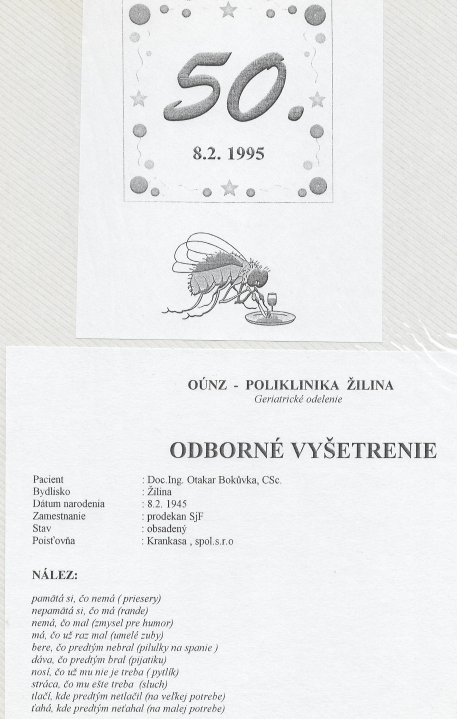 50.
8.2. 1995
OÚNZ - POLIKLINIKA ŽILINA
Geriatrické odelenie
ODBORNÉ VYŠETRENIE
Pacient : Doc.Ing. Otakar Bokůvka, CSc.
Bydlisko : Žilina
Dátum narodenia : 8.2. 1945
Zamestnanie : prodekan SjF
Stav : obsadený
Poisťovňa : Krankasa , spol.s.r.o
NÁLEZ:
pamätá si, čo nemá ( priesery)
nepamätá si, čo má (rande)
nemá, čo mal (zmysel pre humor)
má, čo už raz mal (umelé zuby)
bere, čo predtým nebral (pilulky na spanie )
dáva, čo predtým bral (pijatiku)
nosí, čo už mu nie je treba ( pytlík)
stráca, čo mu ešte treba (sluch)
tlačí, kde predtým netlačil (na veľkej potrebe)
ťahá, kde predtým neťahal (na malej potrebe)